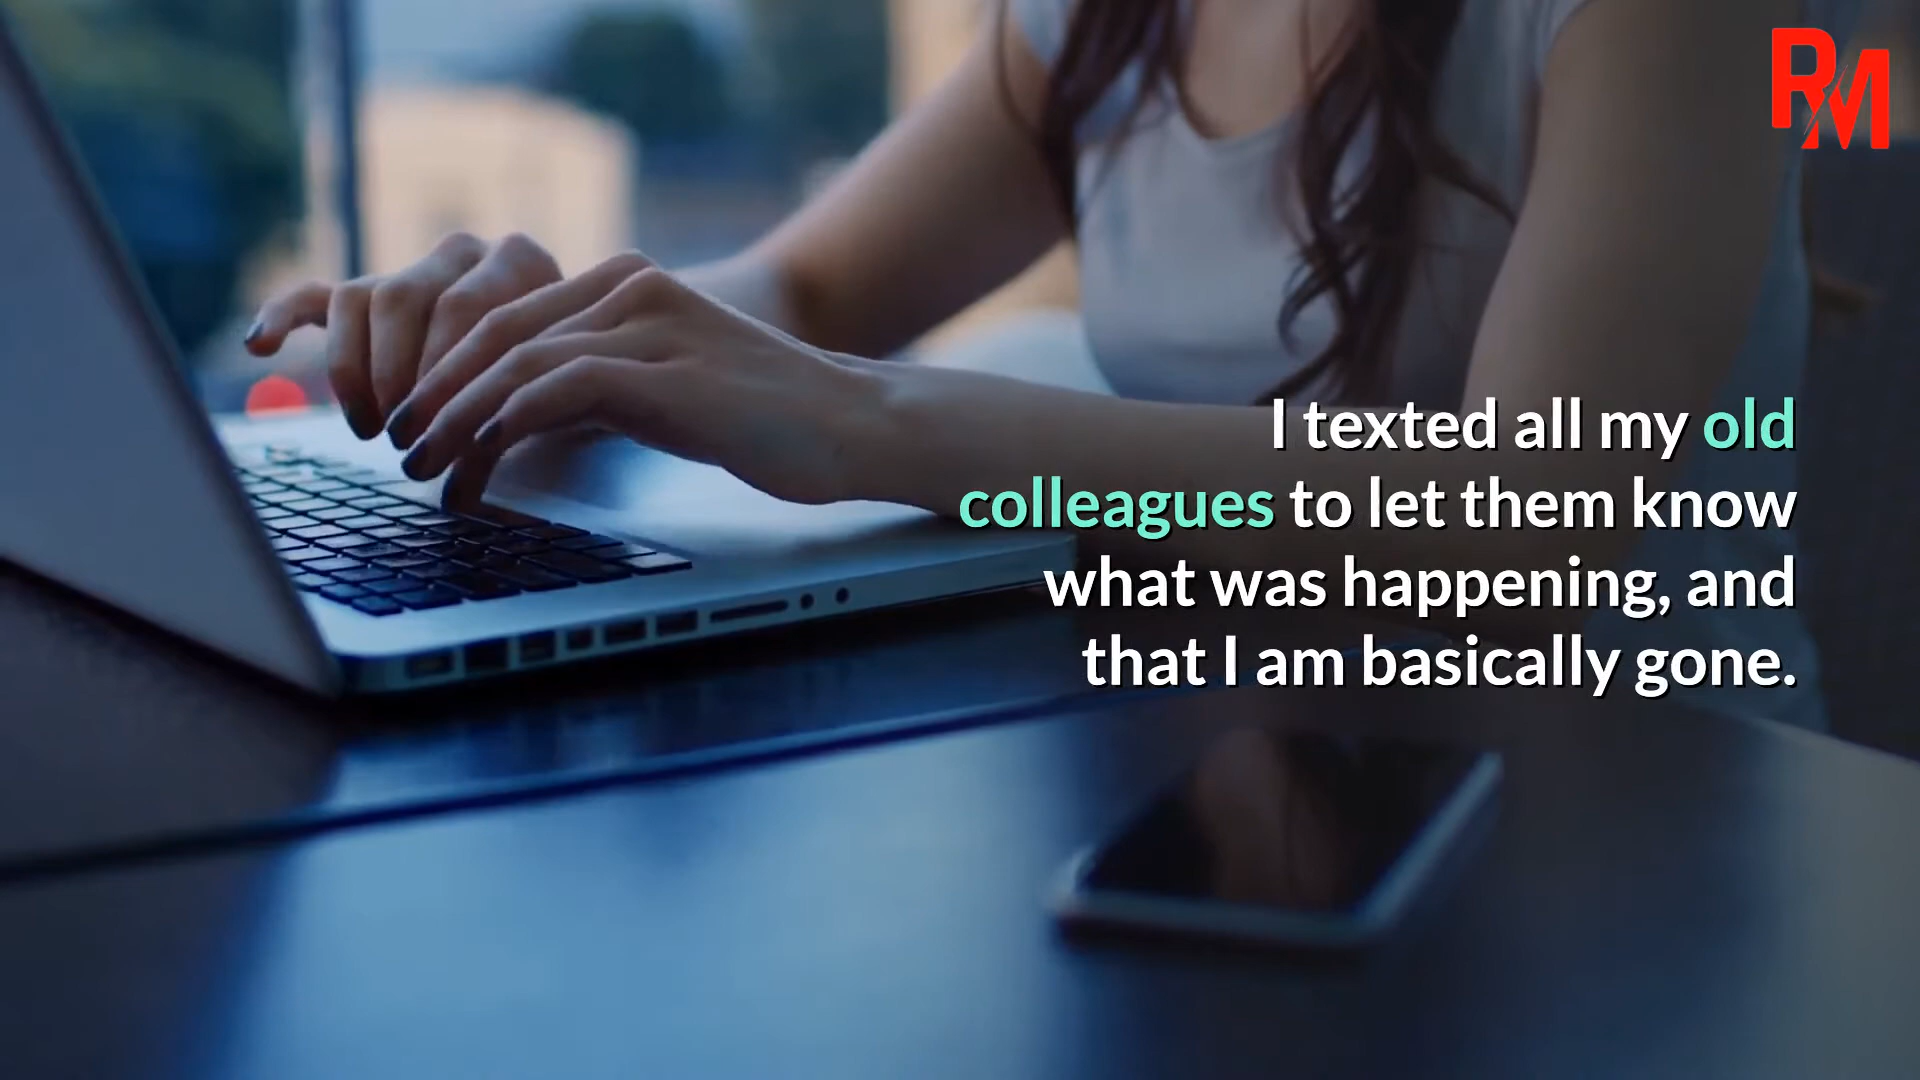 RM
I texted all my old
colleagues to let them know
what was happening, and
that I am basically gone.